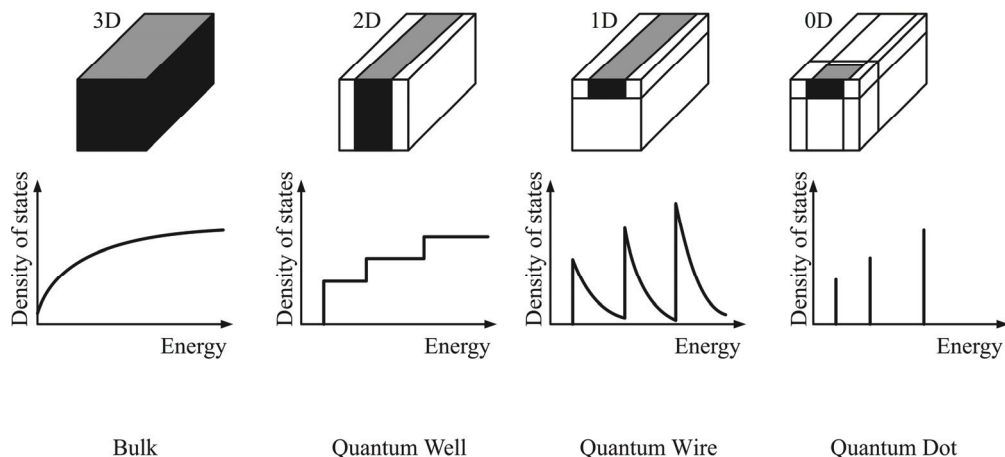 3D
2D
1D
0D
Density of states
Energy
Density of states
Energy
Density of states
Energy
Density of states
Energy
Bulk
Quantum Well
Quantum Wire
Quantum Dot